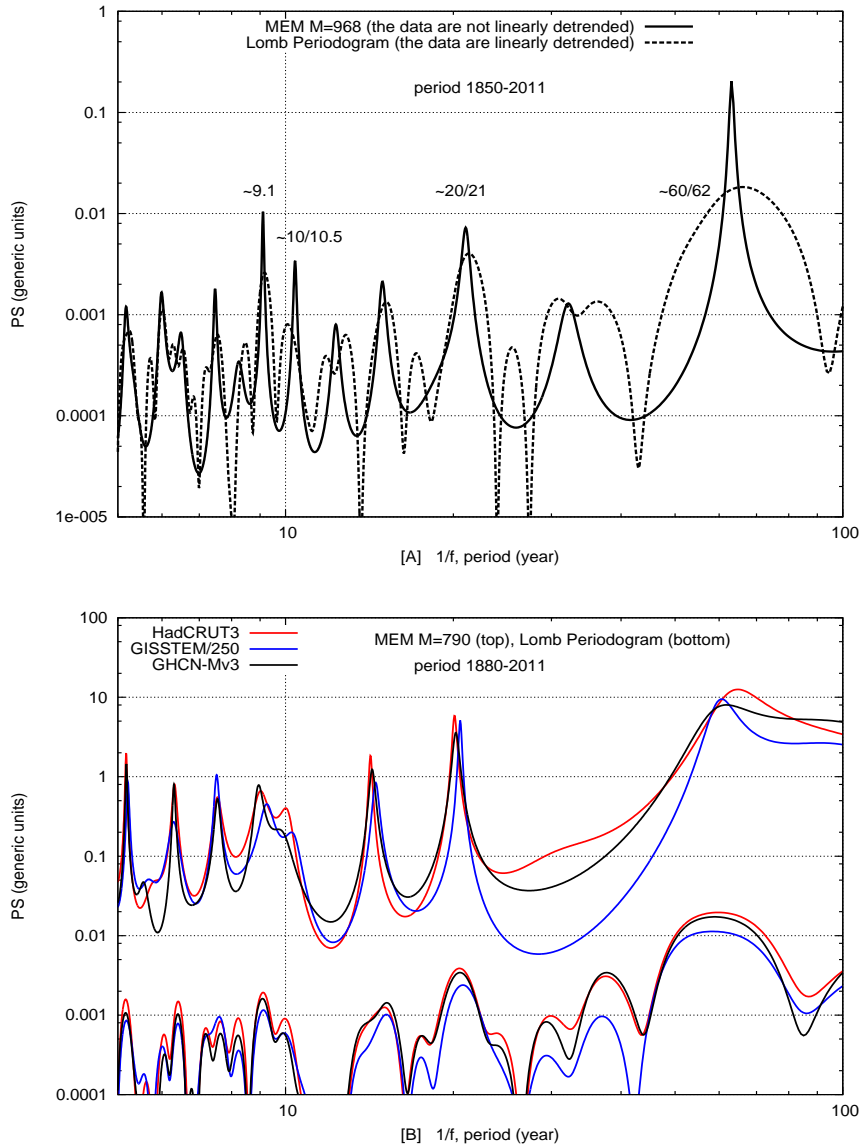 MEM M=968 (the data are not linearly detrended)
Lomb Periodogram (the data are linearly detrended)
period 1850-2011
1
0.1
0.01
0.001
0.0001
1e-005
PS (generic units)
~9.1
~10/10.5
~20/21
~60/62
10
100
[A] 1/f, period (year)
HadCRUT3
GISSTEM/250
GHCN-Mv3
MEM M=790 (top), Lomb Periodogram (bottom)
period 1880-2011
100
10
1
0.1
0.01
0.001
0.0001
PS (generic units)
10
100
[B] 1/f, period (year)